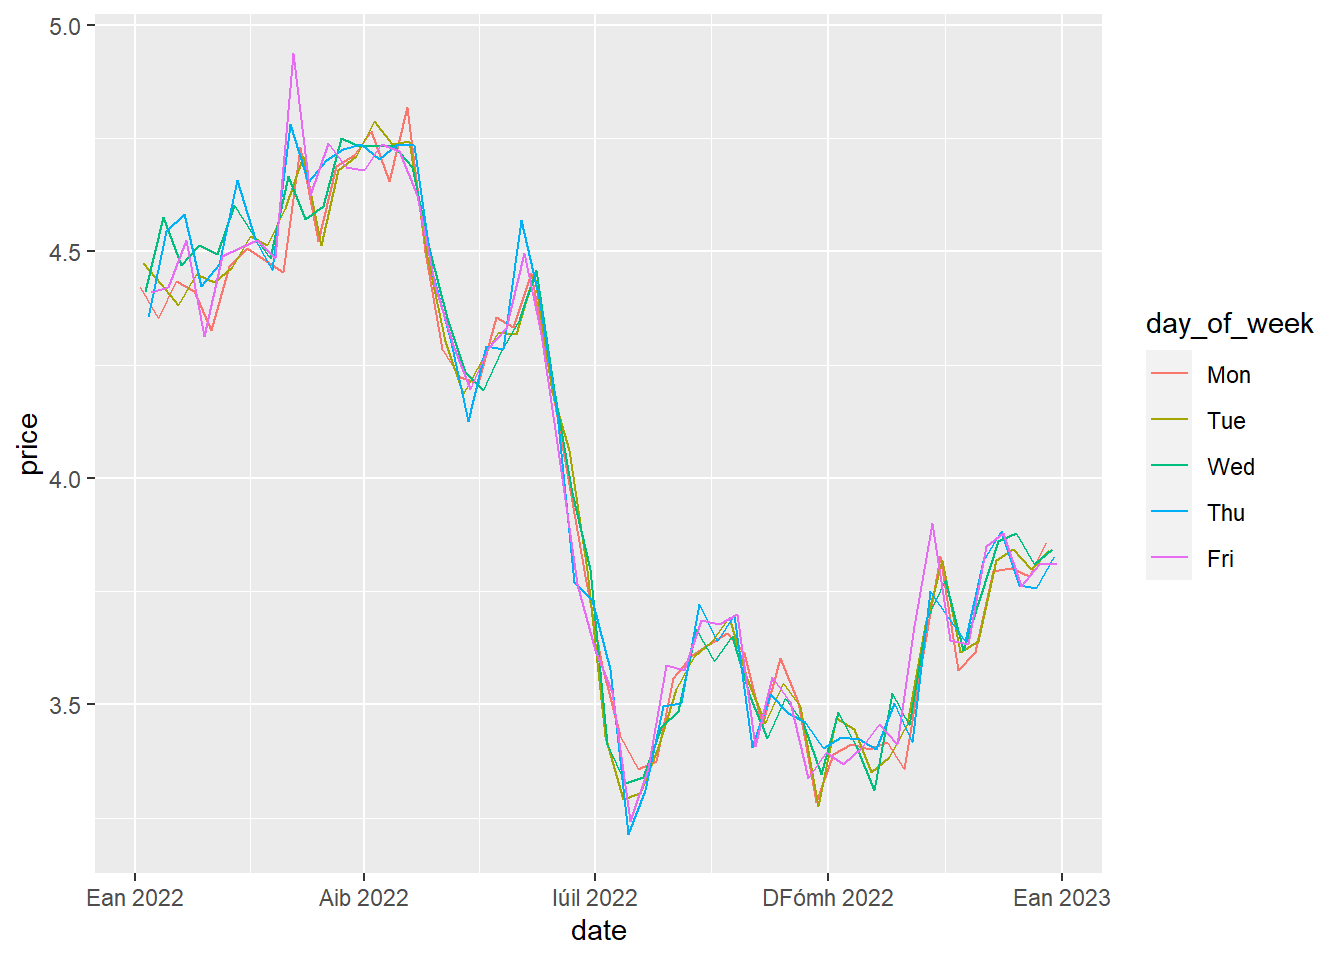 5.0
4.5
4.0
3.5
price
Ean 2022
Aib 2022
Iúil 2022
DFómh 2022
Ean 2023
date
day_of_week
Mon
Tue
Wed
Thu
Fri